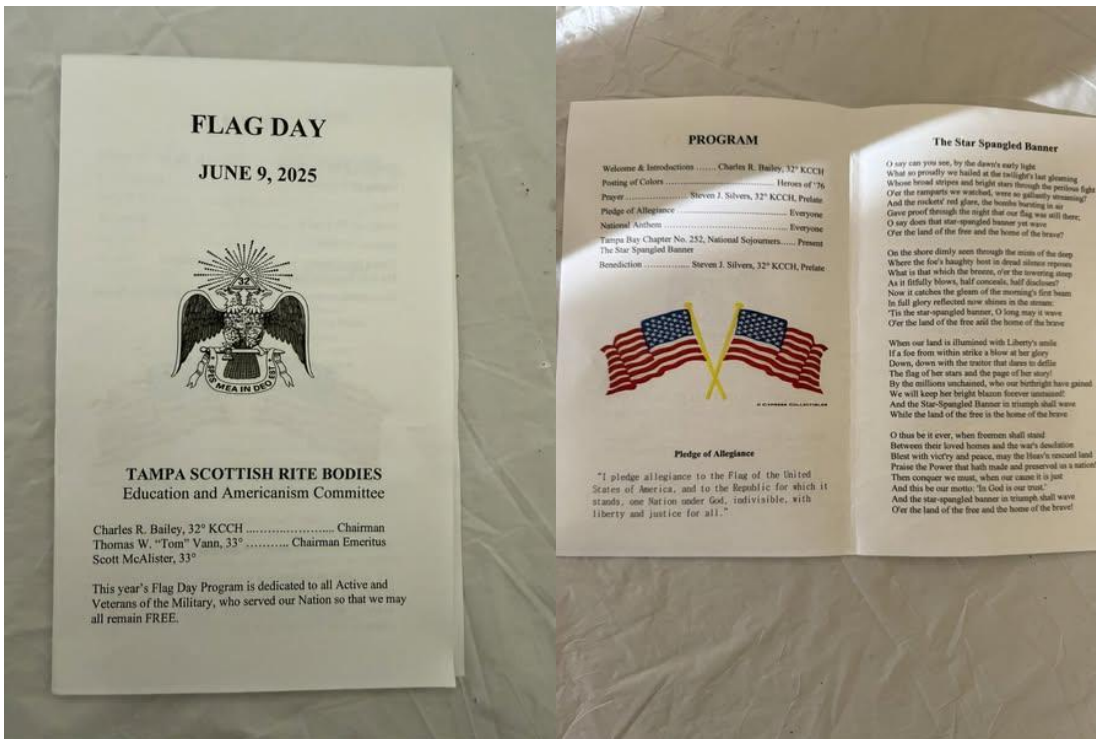 FLAG DAY
JUNE 9, 2025
32
SPES MEA IN DEO EST
TAMPA SCOTTISH RITE BODIES
Education and Americanism Committee
Charles R. Bailey, 32° KCCH ...................... Chairman
Thomas W. “Tom” Vann, 33° .......... Chairman Emeritus
Scott McAlister, 33°
This year's Flag Day Program is dedicated to all Active and
Veterans of the Military, who served our Nation so that we may
all remain FREE.
PROGRAM
Welcome & Introductions ....... Charles R. Bailey, 32° KCCH
Posting of Colors .................................. Heroes of '76
Prayer ...................... Steven J. Silvers, 32° KCCH, Prelate
Pledge of Allegiance ................................... Everyone
National Anthem ......................................... Everyone
Tampa Bay Chapter No. 252, National Sojourners..... Present
The Star Spangled Banner
Benediction ............... Steven J. Silvers, 32° KCCH, Prelate
COLLECTIBLES
Pledge of Allegiance
"I pledge allegiance to the Flag of the United
States of America, and to the Republic for which it
stands, one Nation under God, indivisible, with
liberty and justice for all."
The Star Spangled Banner
O say can you see, by the dawn's early light
What so proudly we hailed at the twilight's last gleaming
Whose broad stripes and bright stars through the perilous fight
O'er the ramparts we watched, were so gallantly streaming?
And the rockets' red glare, the bombs bursting in air
Gave proof through the night that our flag was still there;
O say does that star-spangled banner yet wave
O'er the land of the free and the home of the brave?
On the shore dimly seen through the mists of the deep
Where the foe's haughty host in dread silence reposes
What is that which the breeze, o'er the towering steep
As it fitfully blows, half conceals, half discloses?
Now it catches the gleam of the morning's first beam
In full glory reflected now shines in the stream:
'Tis the star-spangled banner, O long may it wave
O'er the land of the free and the home of the brave
When our land is illumined with Liberty's smile
If a foe from within strike a blow at her glory
Down, down with the traitor that dares to defile
The flag of her stars and the page of her story!
By the millions unchained, who our birthright have gained
We will keep her bright blazon forever unstained!
And the Star-Spangled Banner in triumph shall wave
While the land of the free is the home of the brave
O thus be it ever, when freemen shall stand
Between their loved homes and the war's desolation
Blest with vict'ry and peace, may the Heav'n rescued land
Praise the Power that hath made and preserved us a nation!
Then conquer we must, when our cause it is just
And this be our motto: 'In God is our trust.'
And the star-spangled banner in triumph shall wave
O'er the land of the free and the home of the brave!